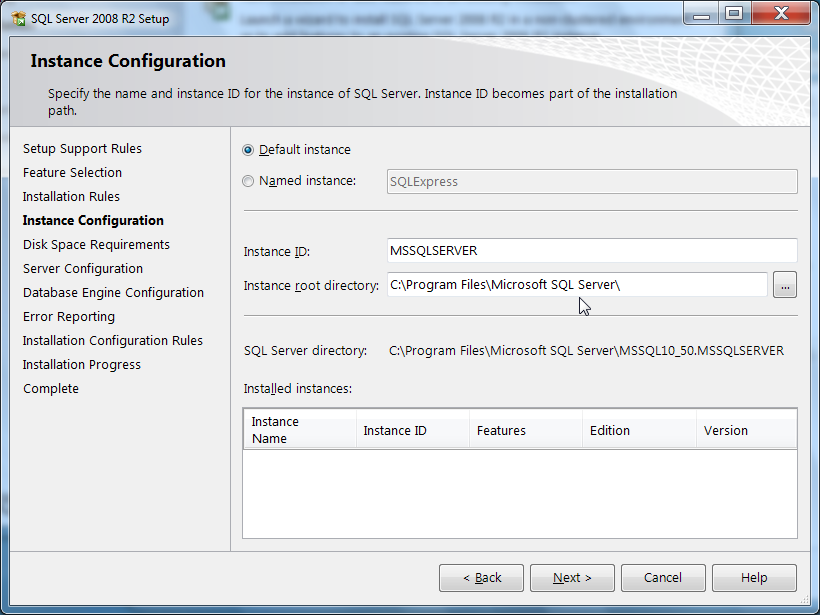 SQL Server 2008 R2 Setup
Instance Configuration
Specify the name and instance ID for the instance of SQL Server. Instance ID becomes part of the installation
path.
Setup Support Rules
Feature Selection
Installation Rules
Instance Configuration
Disk Space Requirements
Server Configuration
Database Engine Configuration
Error Reporting
Installation Configuration Rules
Installation Progress
Complete
Default instance
Named instance: SQLExpress
Instance ID: MSSQLSERVER
Instance root directory: C:\Program Files\Microsoft SQL Server\ ...
SQL Server directory: C:\Program Files\Microsoft SQL Server\MSSQL10_50.MSSQLSERVER
Installed instances:
Instance
Name
Instance ID
Features
Edition
Version
< Back
Next >
Cancel
Help